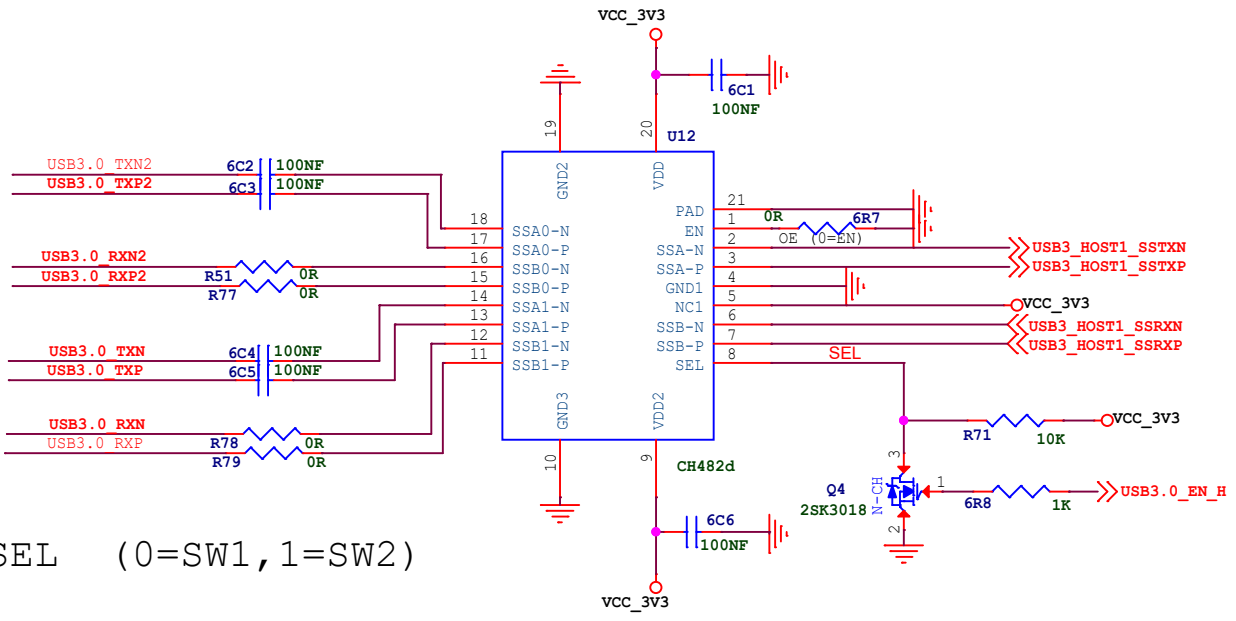 VCC_3V3
6C1
100NF
19
20
U12
GND2
VDD
USB3.0_TXN2
6C2
100NF
USB3.0_TXP2
6C3
100NF
18
SSA0-N
17
SSA0-P
USB3.0_RXN2
16
SSB0-N
USB3.0_RXP2
R51
0R
15
SSB0-P
R77
0R
14
SSA1-N
13
SSA1-P
12
SSB1-N
11
SSB1-P
USB3.0_TXN
6C4
100NF
USB3.0_TXP
6C5
100NF
USB3.0_RXN
R78
0R
USB3.0_RXP
R79
0R
PAD
21
EN
1
0R
6R7
OE (0=EN)
SSA-N
2
USB3_HOST1_SSTXN
SSA-P
3
USB3_HOST1_SSTXP
GND1
4
NC1
5
VCC_3V3
SSB-N
6
USB3_HOST1_SSRXN
SSB-P
7
USB3_HOST1_SSRXP
SEL
8
SEL
GND3
VDD2
10
9
CH482d
R71
10K
VCC_3V3
3
Q4
2SK3018
N-CH
1
2
6R8
1K
USB3.0_EN_H
6C6
100NF
VCC_3V3
SEL (0=SW1,1=SW2)